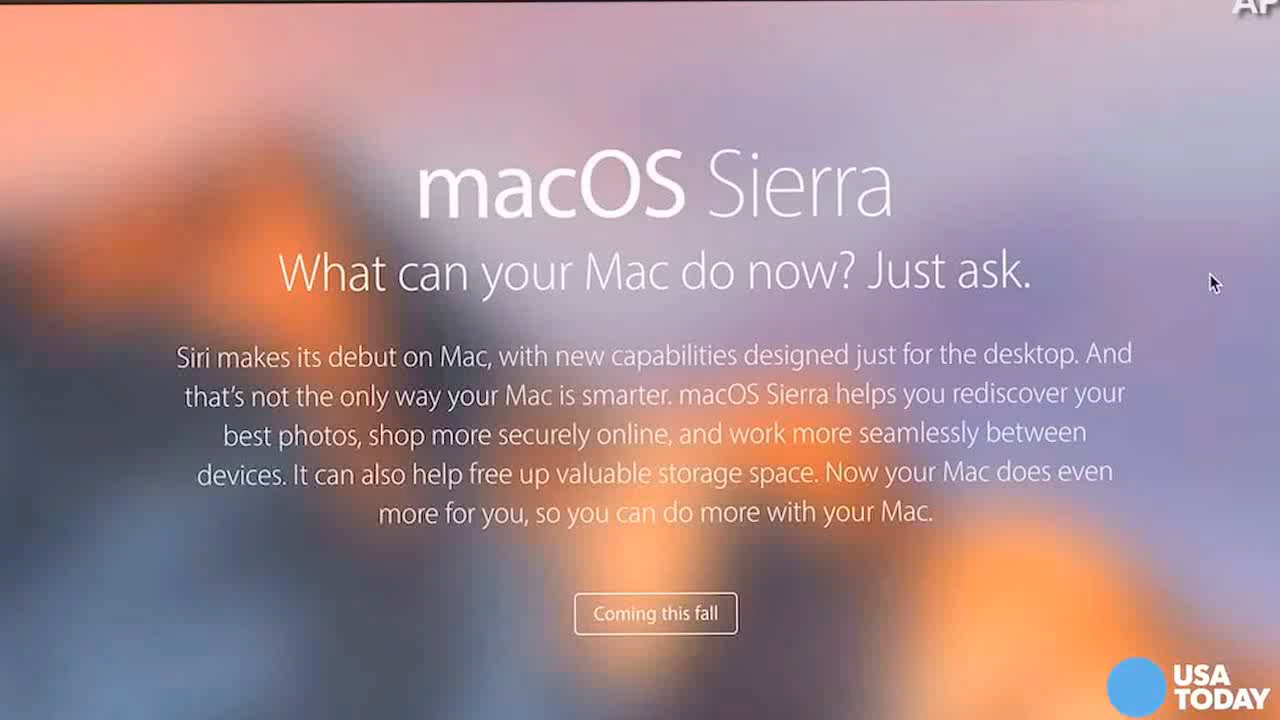 AP
macOS Sierra
What can your Mac do now? Just ask.
Siri makes its debut on Mac, with new capabilities designed just for the desktop. And
that's not the only way your Mac is smarter. macOS Sierra helps you rediscover your
best photos, shop more securely online, and work more seamlessly between
devices. It can also help free up valuable storage space. Now your Mac does even
more for you, so you can do more with your Mac.
Coming this fall
USA
TODAY